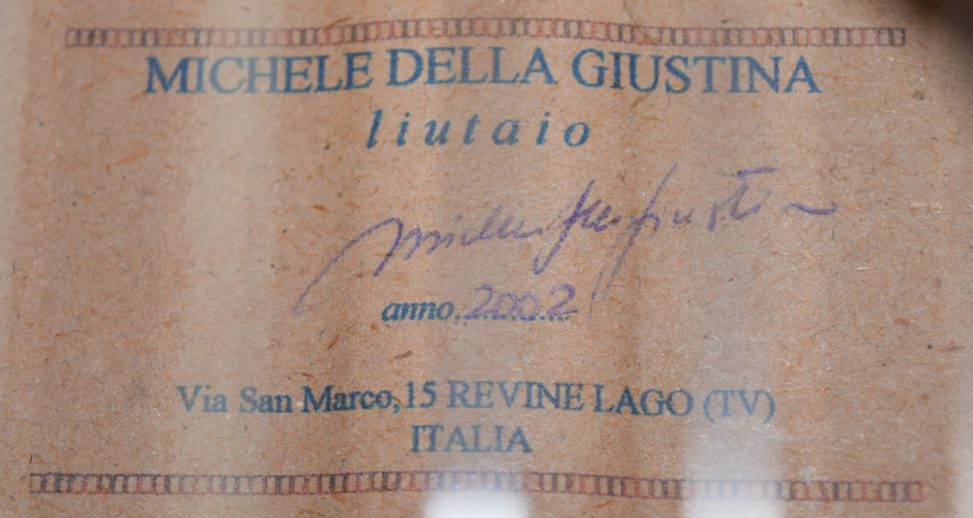 MICHELE DELLA GIUSTINA
liutaio
anno 2002
Via San Marco, 15 REVINE LAGO (TV)
ITALIA